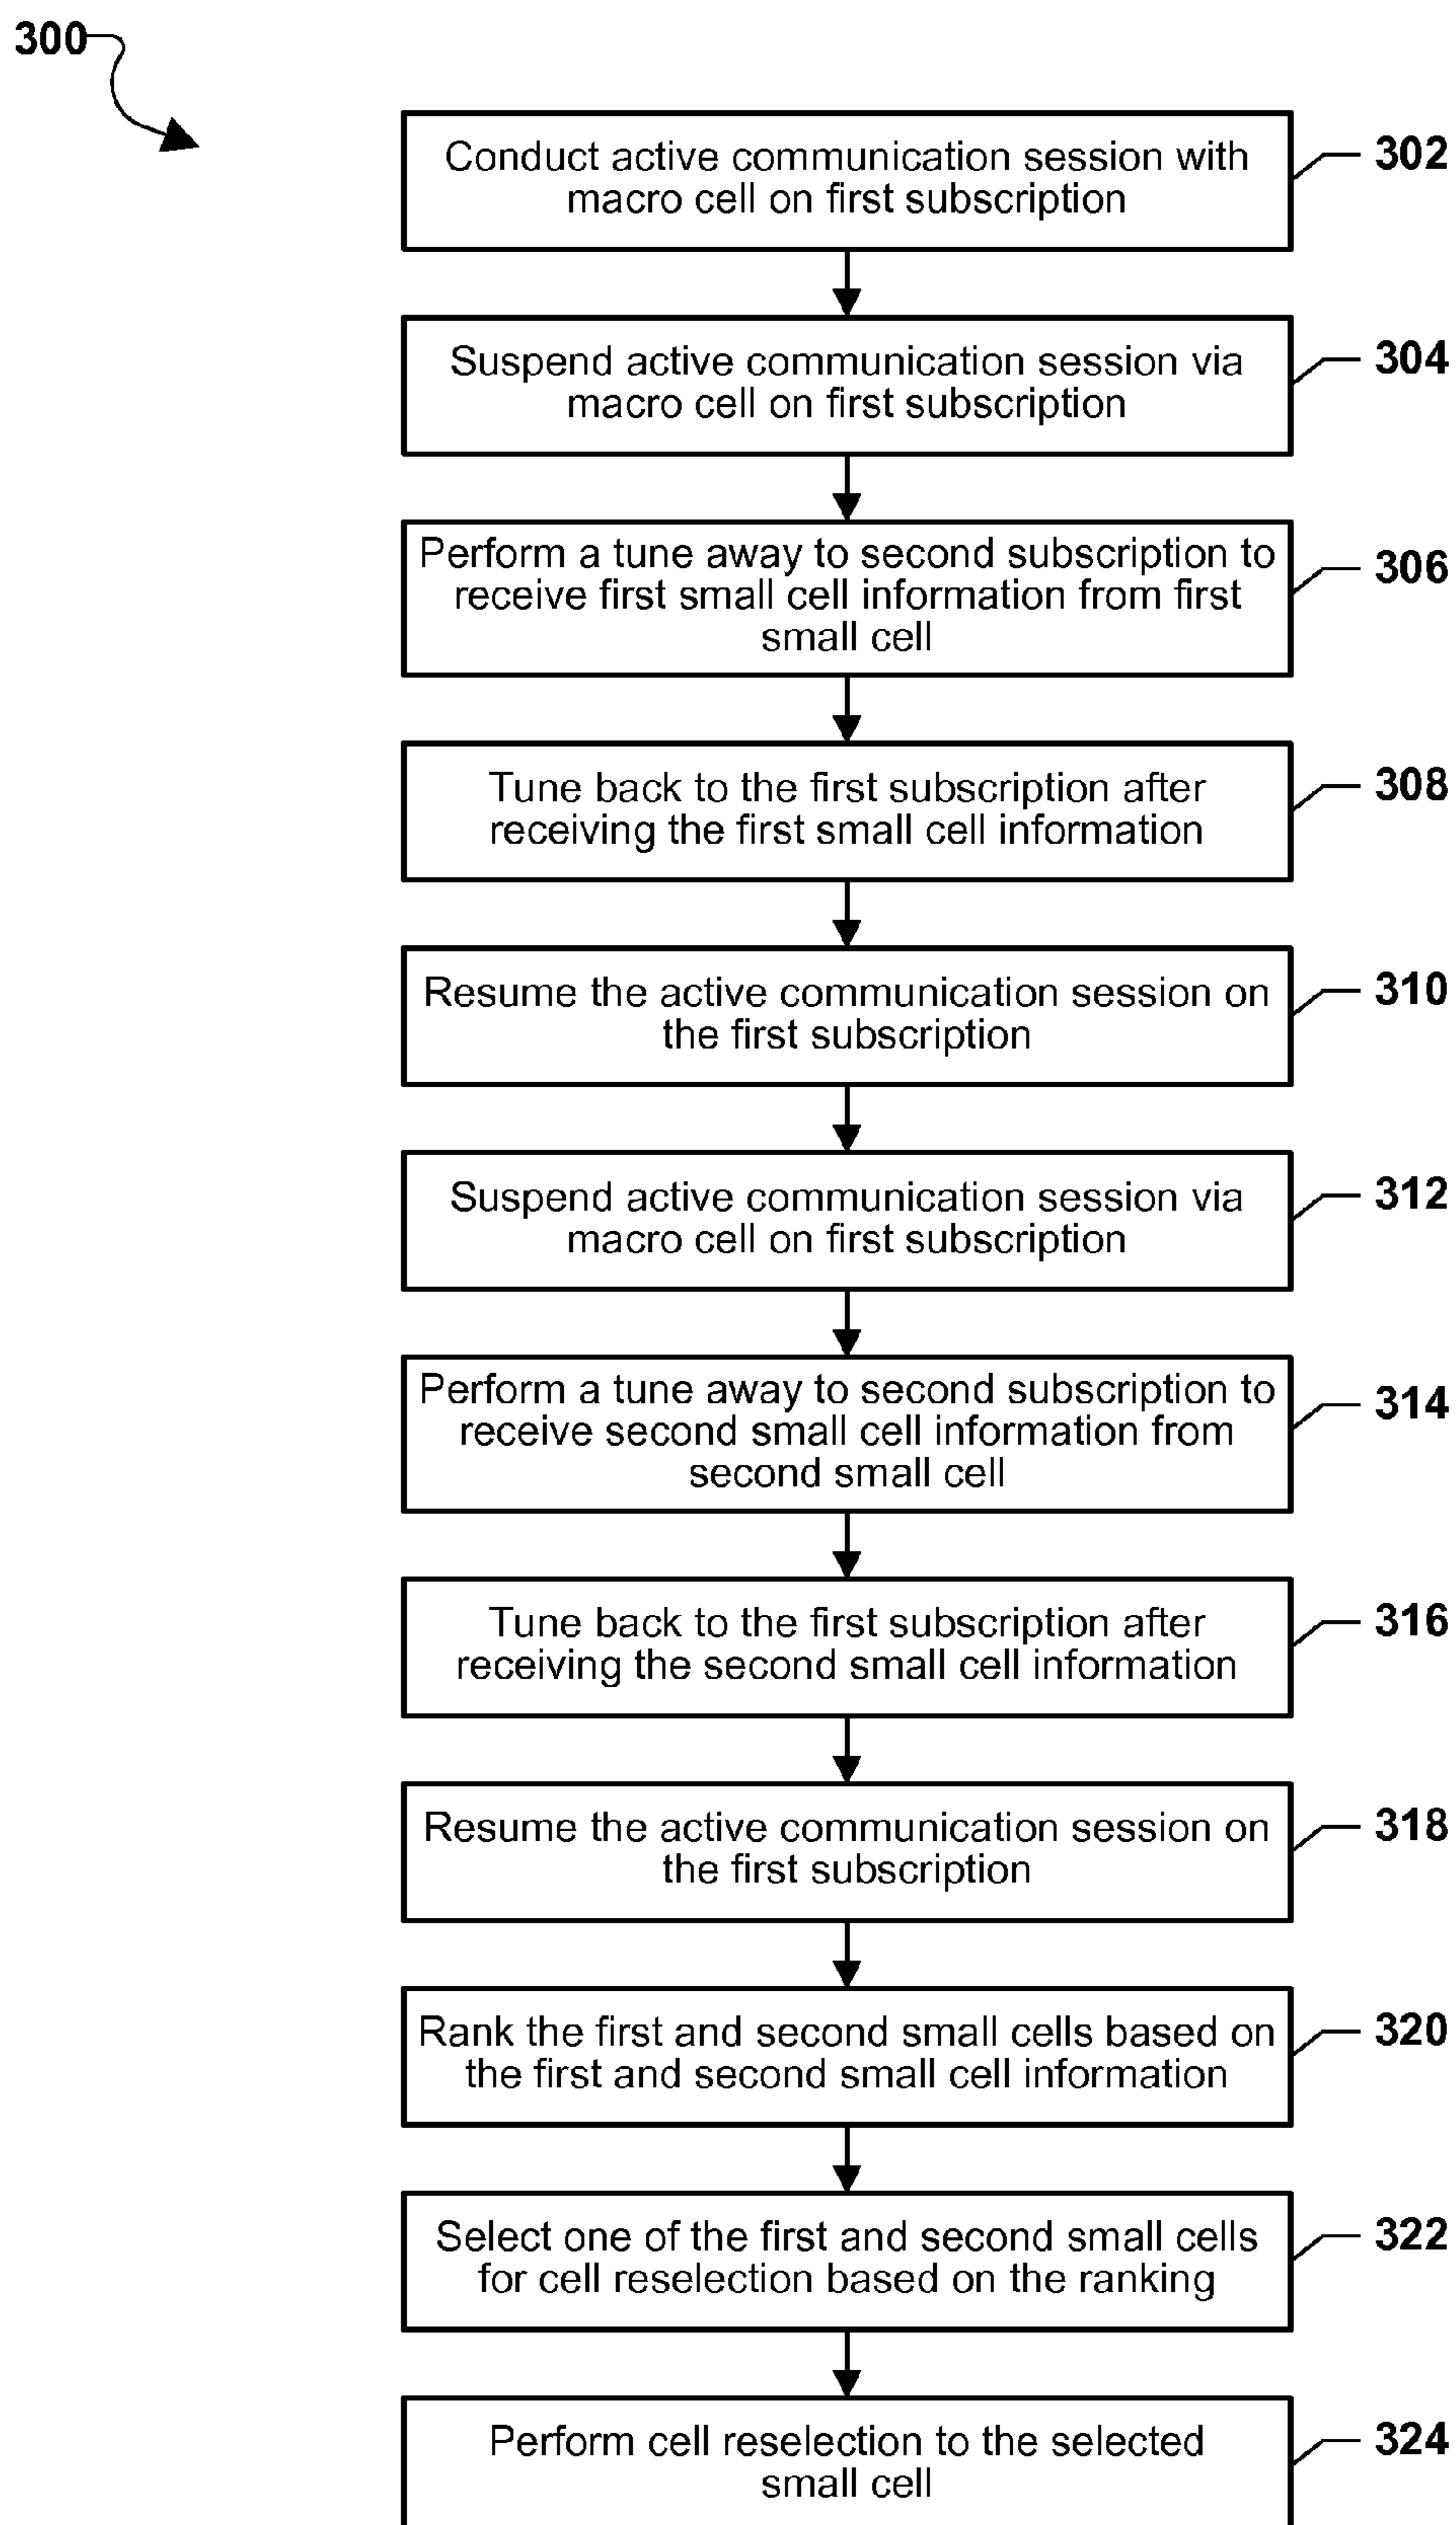 300
Conduct active communication session with
macro cell on first subscription
302
Suspend active communication session via
macro cell on first subscription
304
Perform a tune away to second subscription to
receive first small cell information from first
small cell
306
Tune back to the first subscription after
receiving the first small cell information
308
Resume the active communication session on
the first subscription
310
Suspend active communication session via
macro cell on first subscription
312
Perform a tune away to second subscription to
receive second small cell information from
second small cell
314
Tune back to the first subscription after
receiving the second small cell information
316
Resume the active communication session on
the first subscription
318
Rank the first and second small cells based on
the first and second small cell information
320
Select one of the first and second small cells
for cell reselection based on the ranking
322
Perform cell reselection to the selected
small cell
324